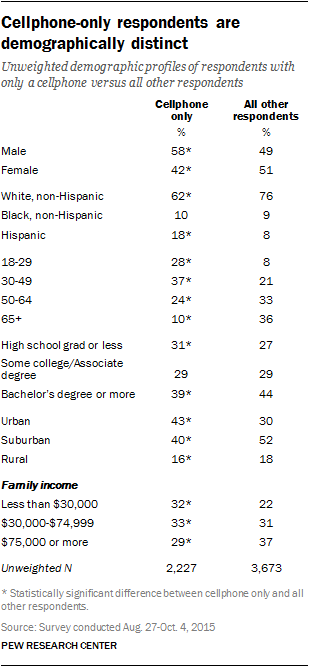 Cellphone-only respondents are
demographically distinct
Unweighted demographic profiles of respondents with
only a cellphone versus all other respondents
Cellphone only All other respondents
% %
Male 58* 49
Female 42* 51
White, non-Hispanic 62* 76
Black, non-Hispanic 10 9
Hispanic 18* 8
18-29 28* 8
30-49 37* 21
50-64 24* 33
65+ 10* 36
High school grad or less 31* 27
Some college/Associate degree 29 29
Bachelor's degree or more 39* 44
Urban 43* 30
Suburban 40* 52
Rural 16* 18
Family income
Less than $30,000 32* 22
$30,000-$74,999 33* 31
$75,000 or more 29* 37
Unweighted N 2,227 3,673
* Statistically significant difference between cellphone only and all
other respondents.
Source: Survey conducted Aug. 27-Oct. 4, 2015
PEW RESEARCH CENTER